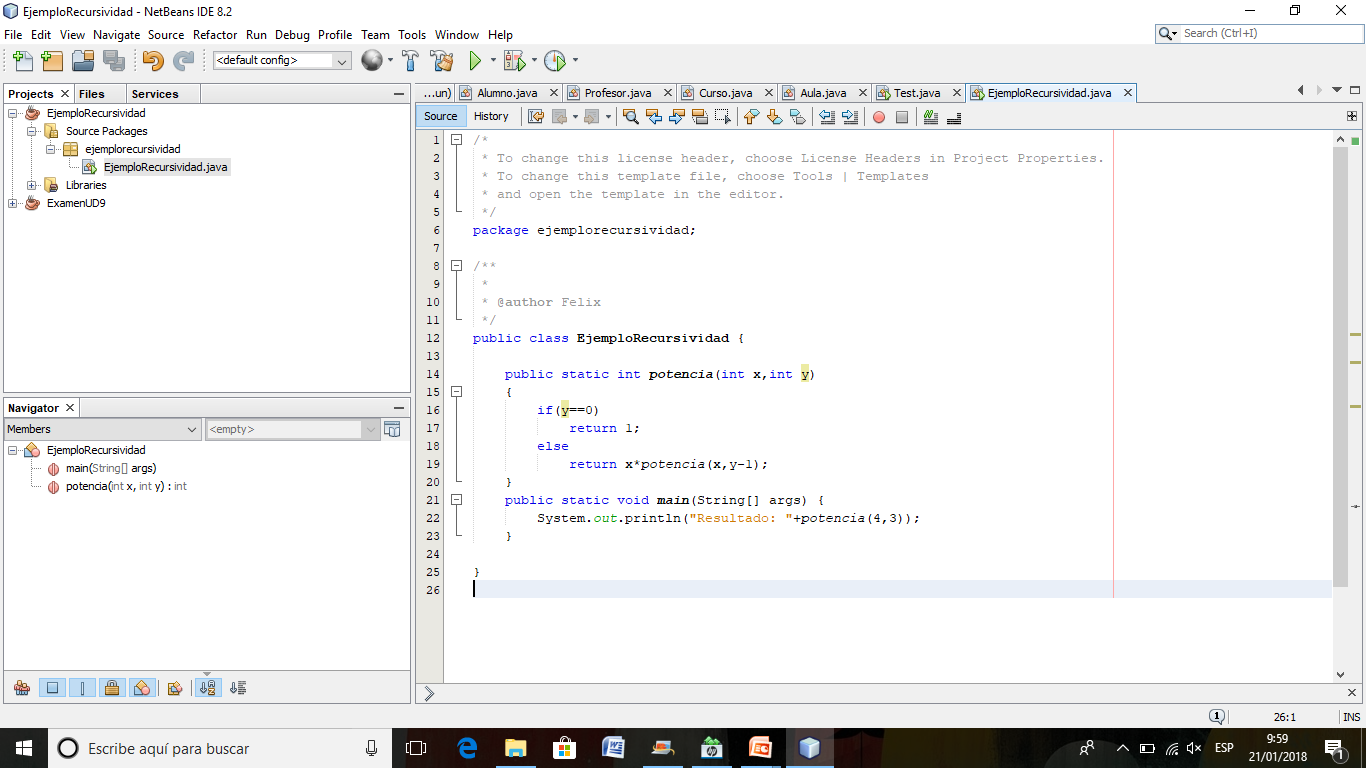 EjemploRecursividad - NetBeans IDE 8.2
File Edit View Navigate Source Refactor Run Debug Profile Team Tools Window Help
Search (Ctrl+I)
<default config>
Projects Files Services
EjemploRecursividad
Source Packages
ejemplorecursividad
EjemploRecursividad.java
Libraries
ExamenUD9
Navigator
Members <empty>
EjemploRecursividad
main(String[] args)
potencia(int x, int y) : int
...un) Alumno.java Profesor.java Curso.java Aula.java Test.java EjemploRecursividad.java
Source History
1 /*
2 * To change this license header, choose License Headers in Project Properties.
3 * To change this template file, choose Tools | Templates
4 * and open the template in the editor.
5 */
6 package ejemplorecursividad;
7
8 /**
9 *
10 * @author Felix
11 */
12 public class EjemploRecursividad {
13
14 public static int potencia(int x,int y)
15 {
16 if(y==0)
17 return 1;
18 else
19 return x*potencia(x,y-1);
20 }
21 public static void main(String[] args) {
22 System.out.println("Resultado: "+potencia(4,3));
23 }
24
25 }
26
1 26:1 INS
Escribe aquí para buscar
ESP
9:59
21/01/2018
1